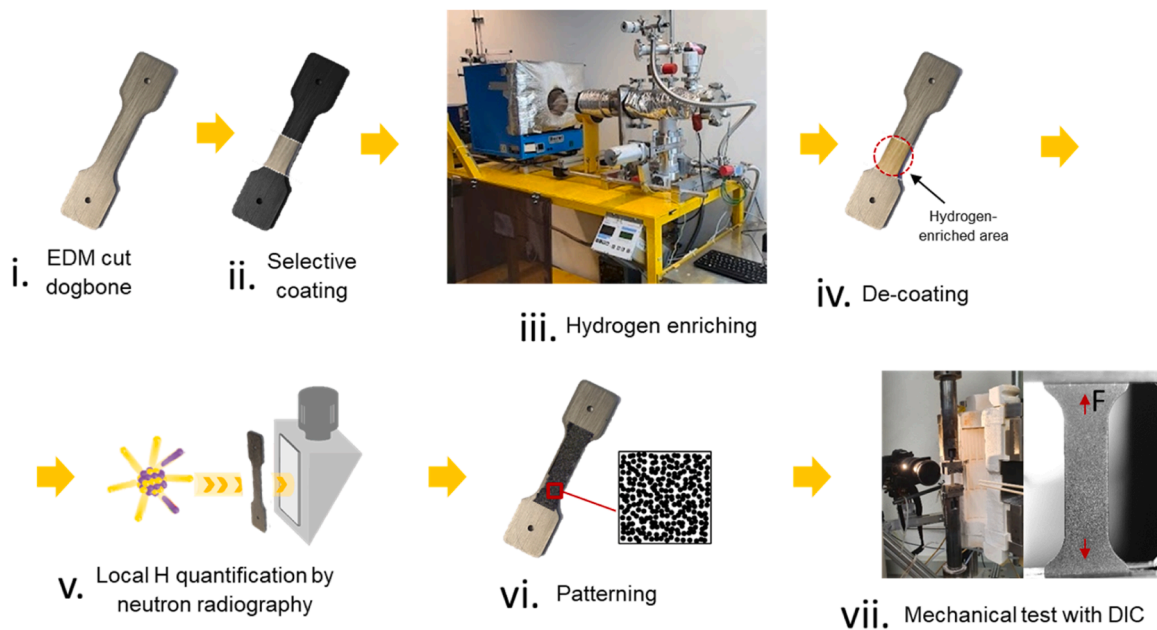 i. EDM cut
dogbone
ii. Selective
coating
iii. Hydrogen enriching
Hydrogen-
enriched area
iv. De-coating
v. Local H quantification by
neutron radiography
vi. Patterning
F
vii. Mechanical test with DIC